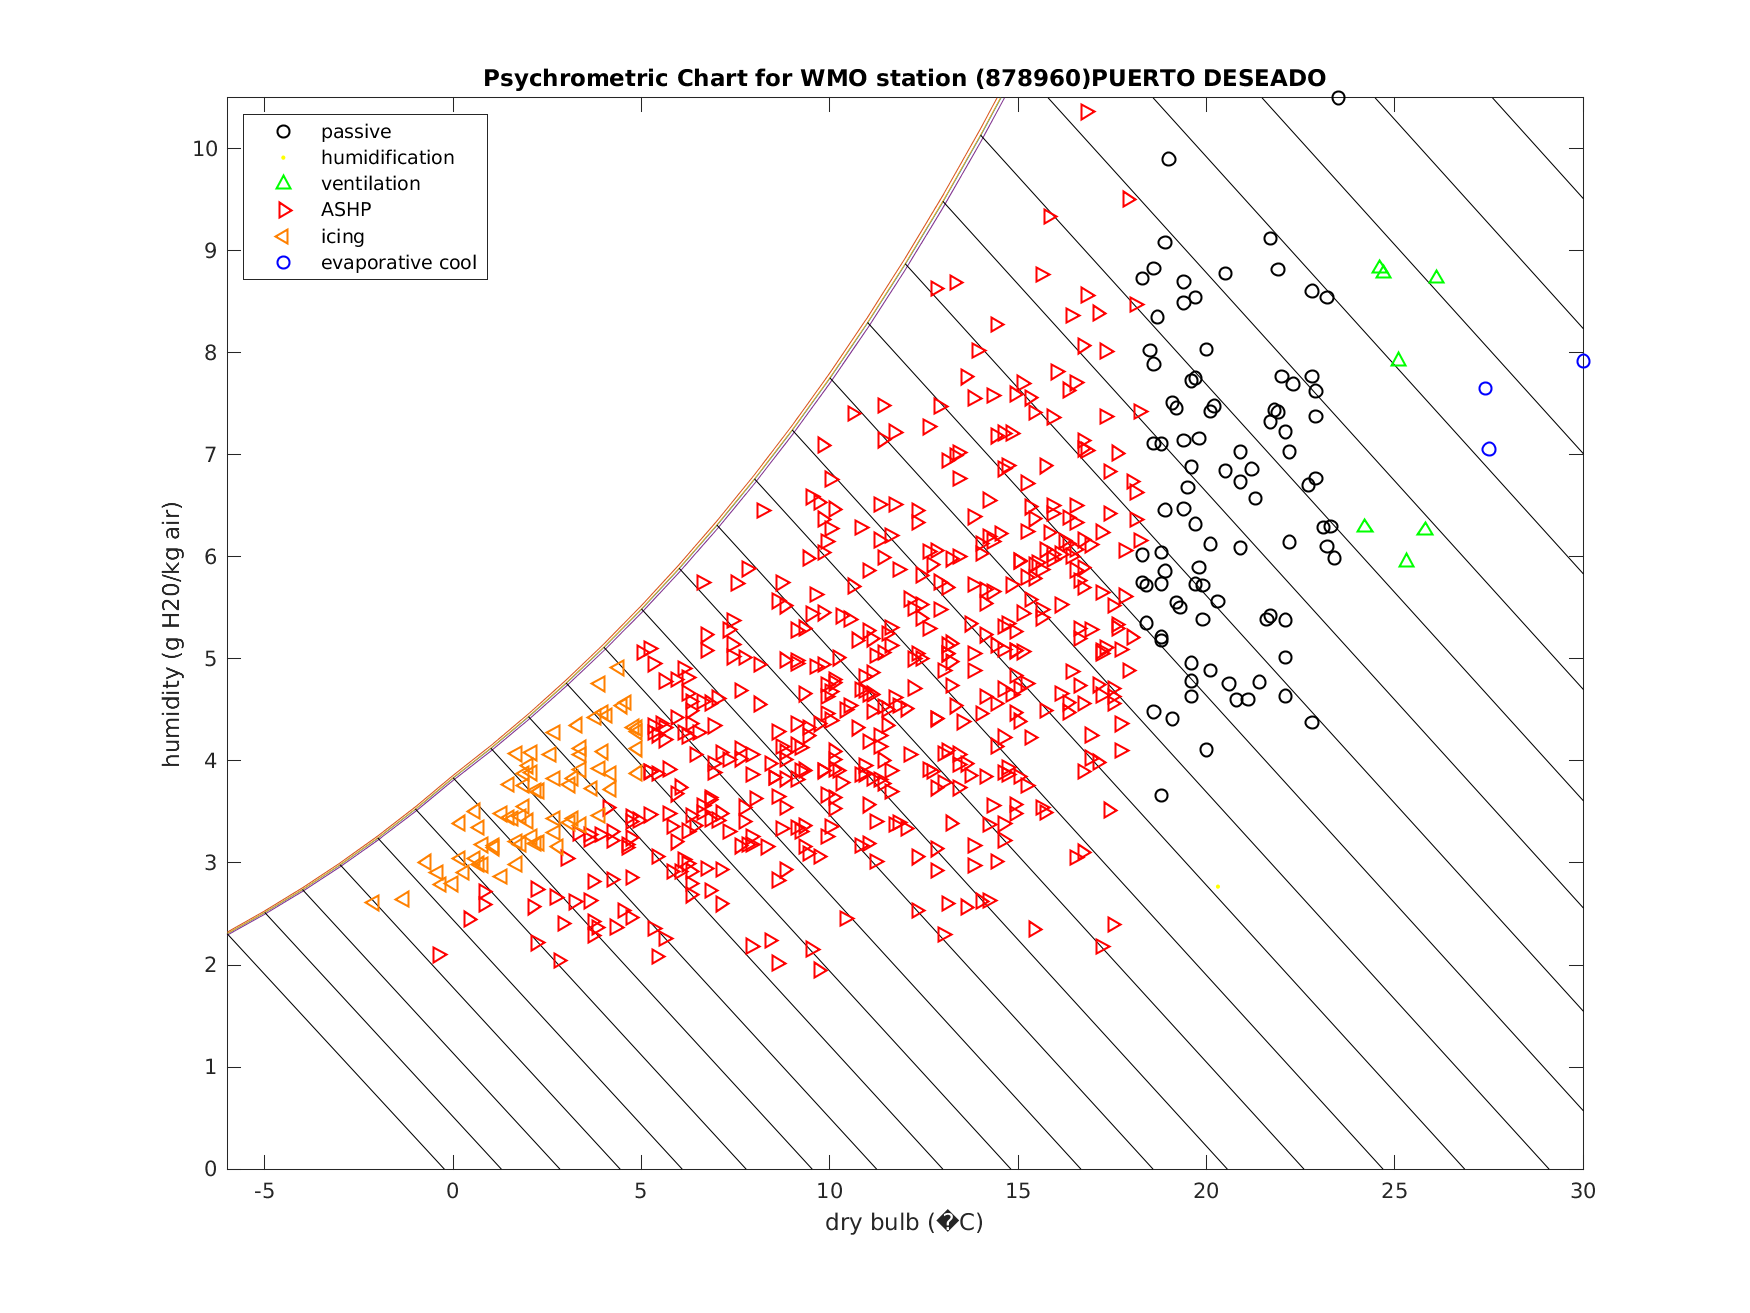 Psychrometric Chart for WMO station (878960)PUERTO DESEADO
passive
humidification
ventilation
ASHP
icing
evaporative cool
10
9
8
7
6
5
4
3
2
1
0
humidity (g H20/kg air)
-5 0 5 10 15 20 25 30
dry bulb (�C)